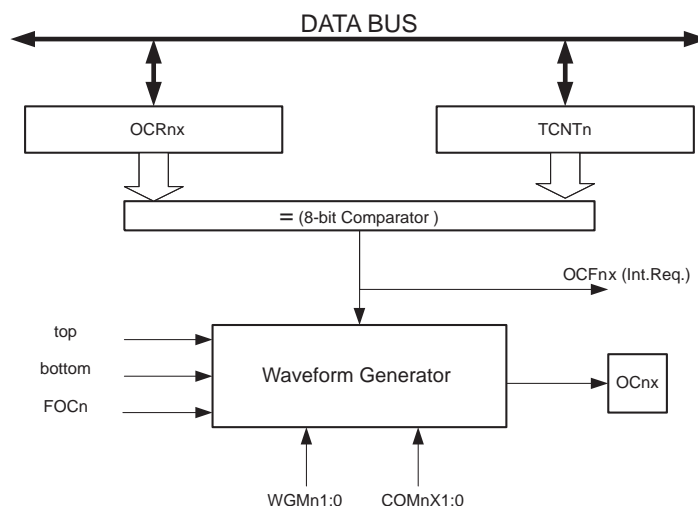 DATA BUS
OCRnx
TCNTn
= (8-bit Comparator )
OCFnx (Int.Req.)
top
bottom
FOCn
Waveform Generator
OCnx
WGMn1:0
COMnX1:0